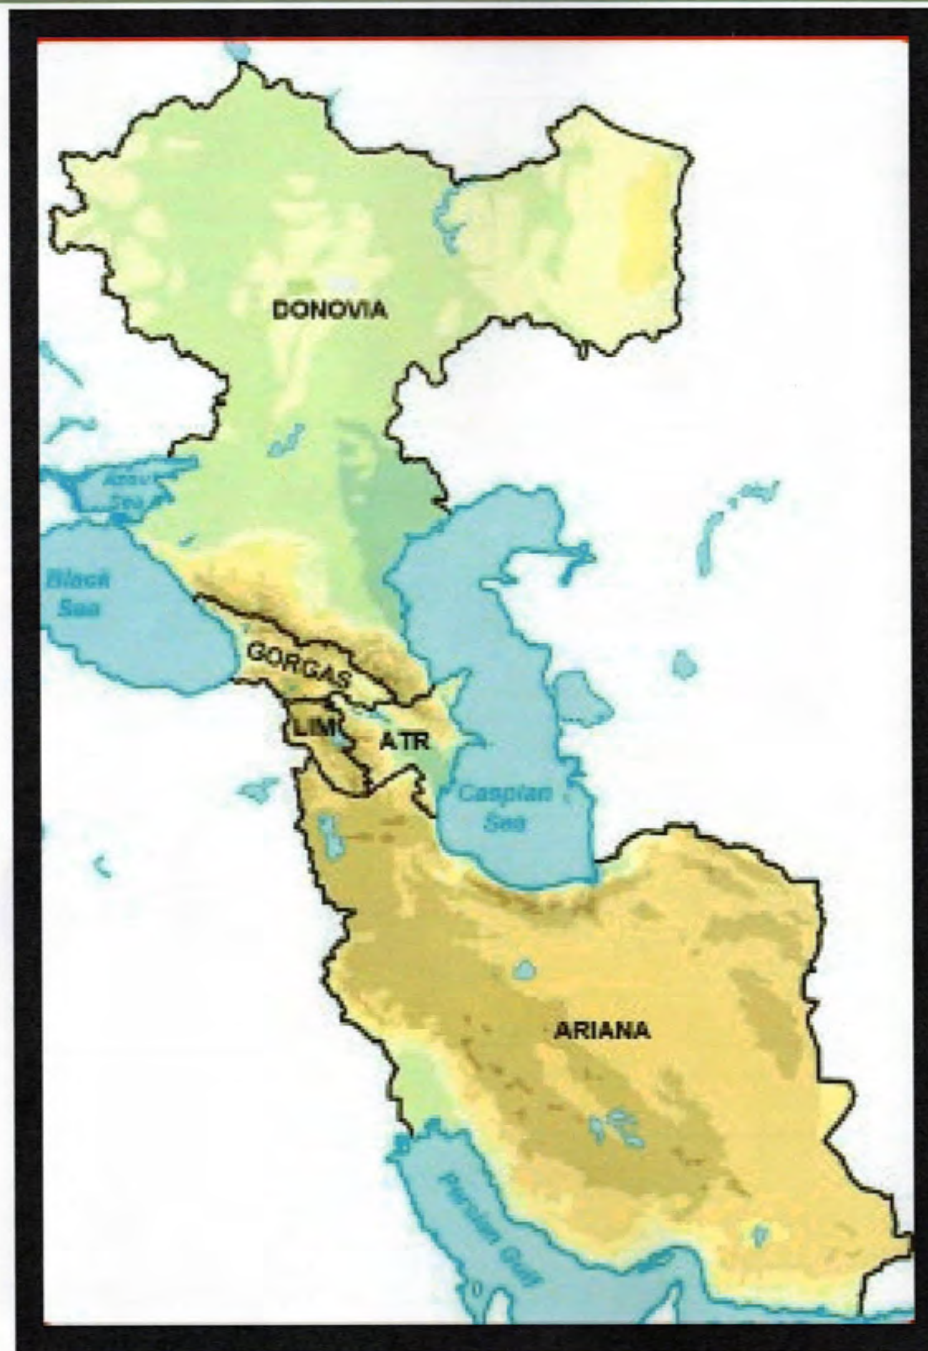 DONOVIA
Azov
Sea
Black
Sea
GORGAS
LIM
ATR
Caspian
Sea
ARIANA
Persian Gulf